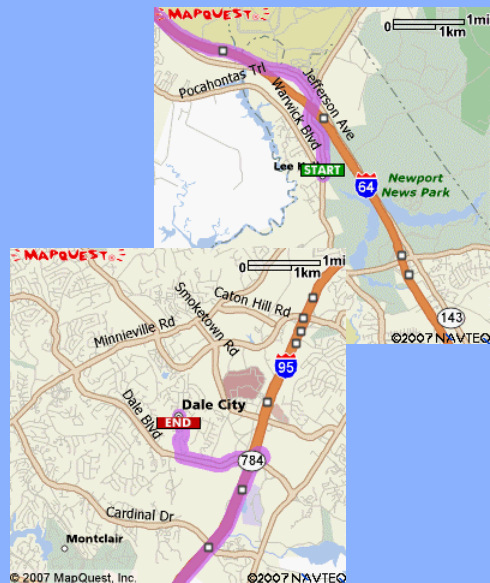 MAPQUEST
1mi
0
1km
Pocahontas Trl
Jefferson Ave
Warwick Blvd
START
64
Newport
News Park
143
©2007 NAVTEQ
MAPQUEST
1mi
0
1km
Smoketown Rd
Caton Hill Rd
Minnieville Rd
95
Dale Blvd
Dale City
END
784
Cardinal Dr
Montclair
© 2007 MapQuest, Inc.
©2007 NAVTEQ